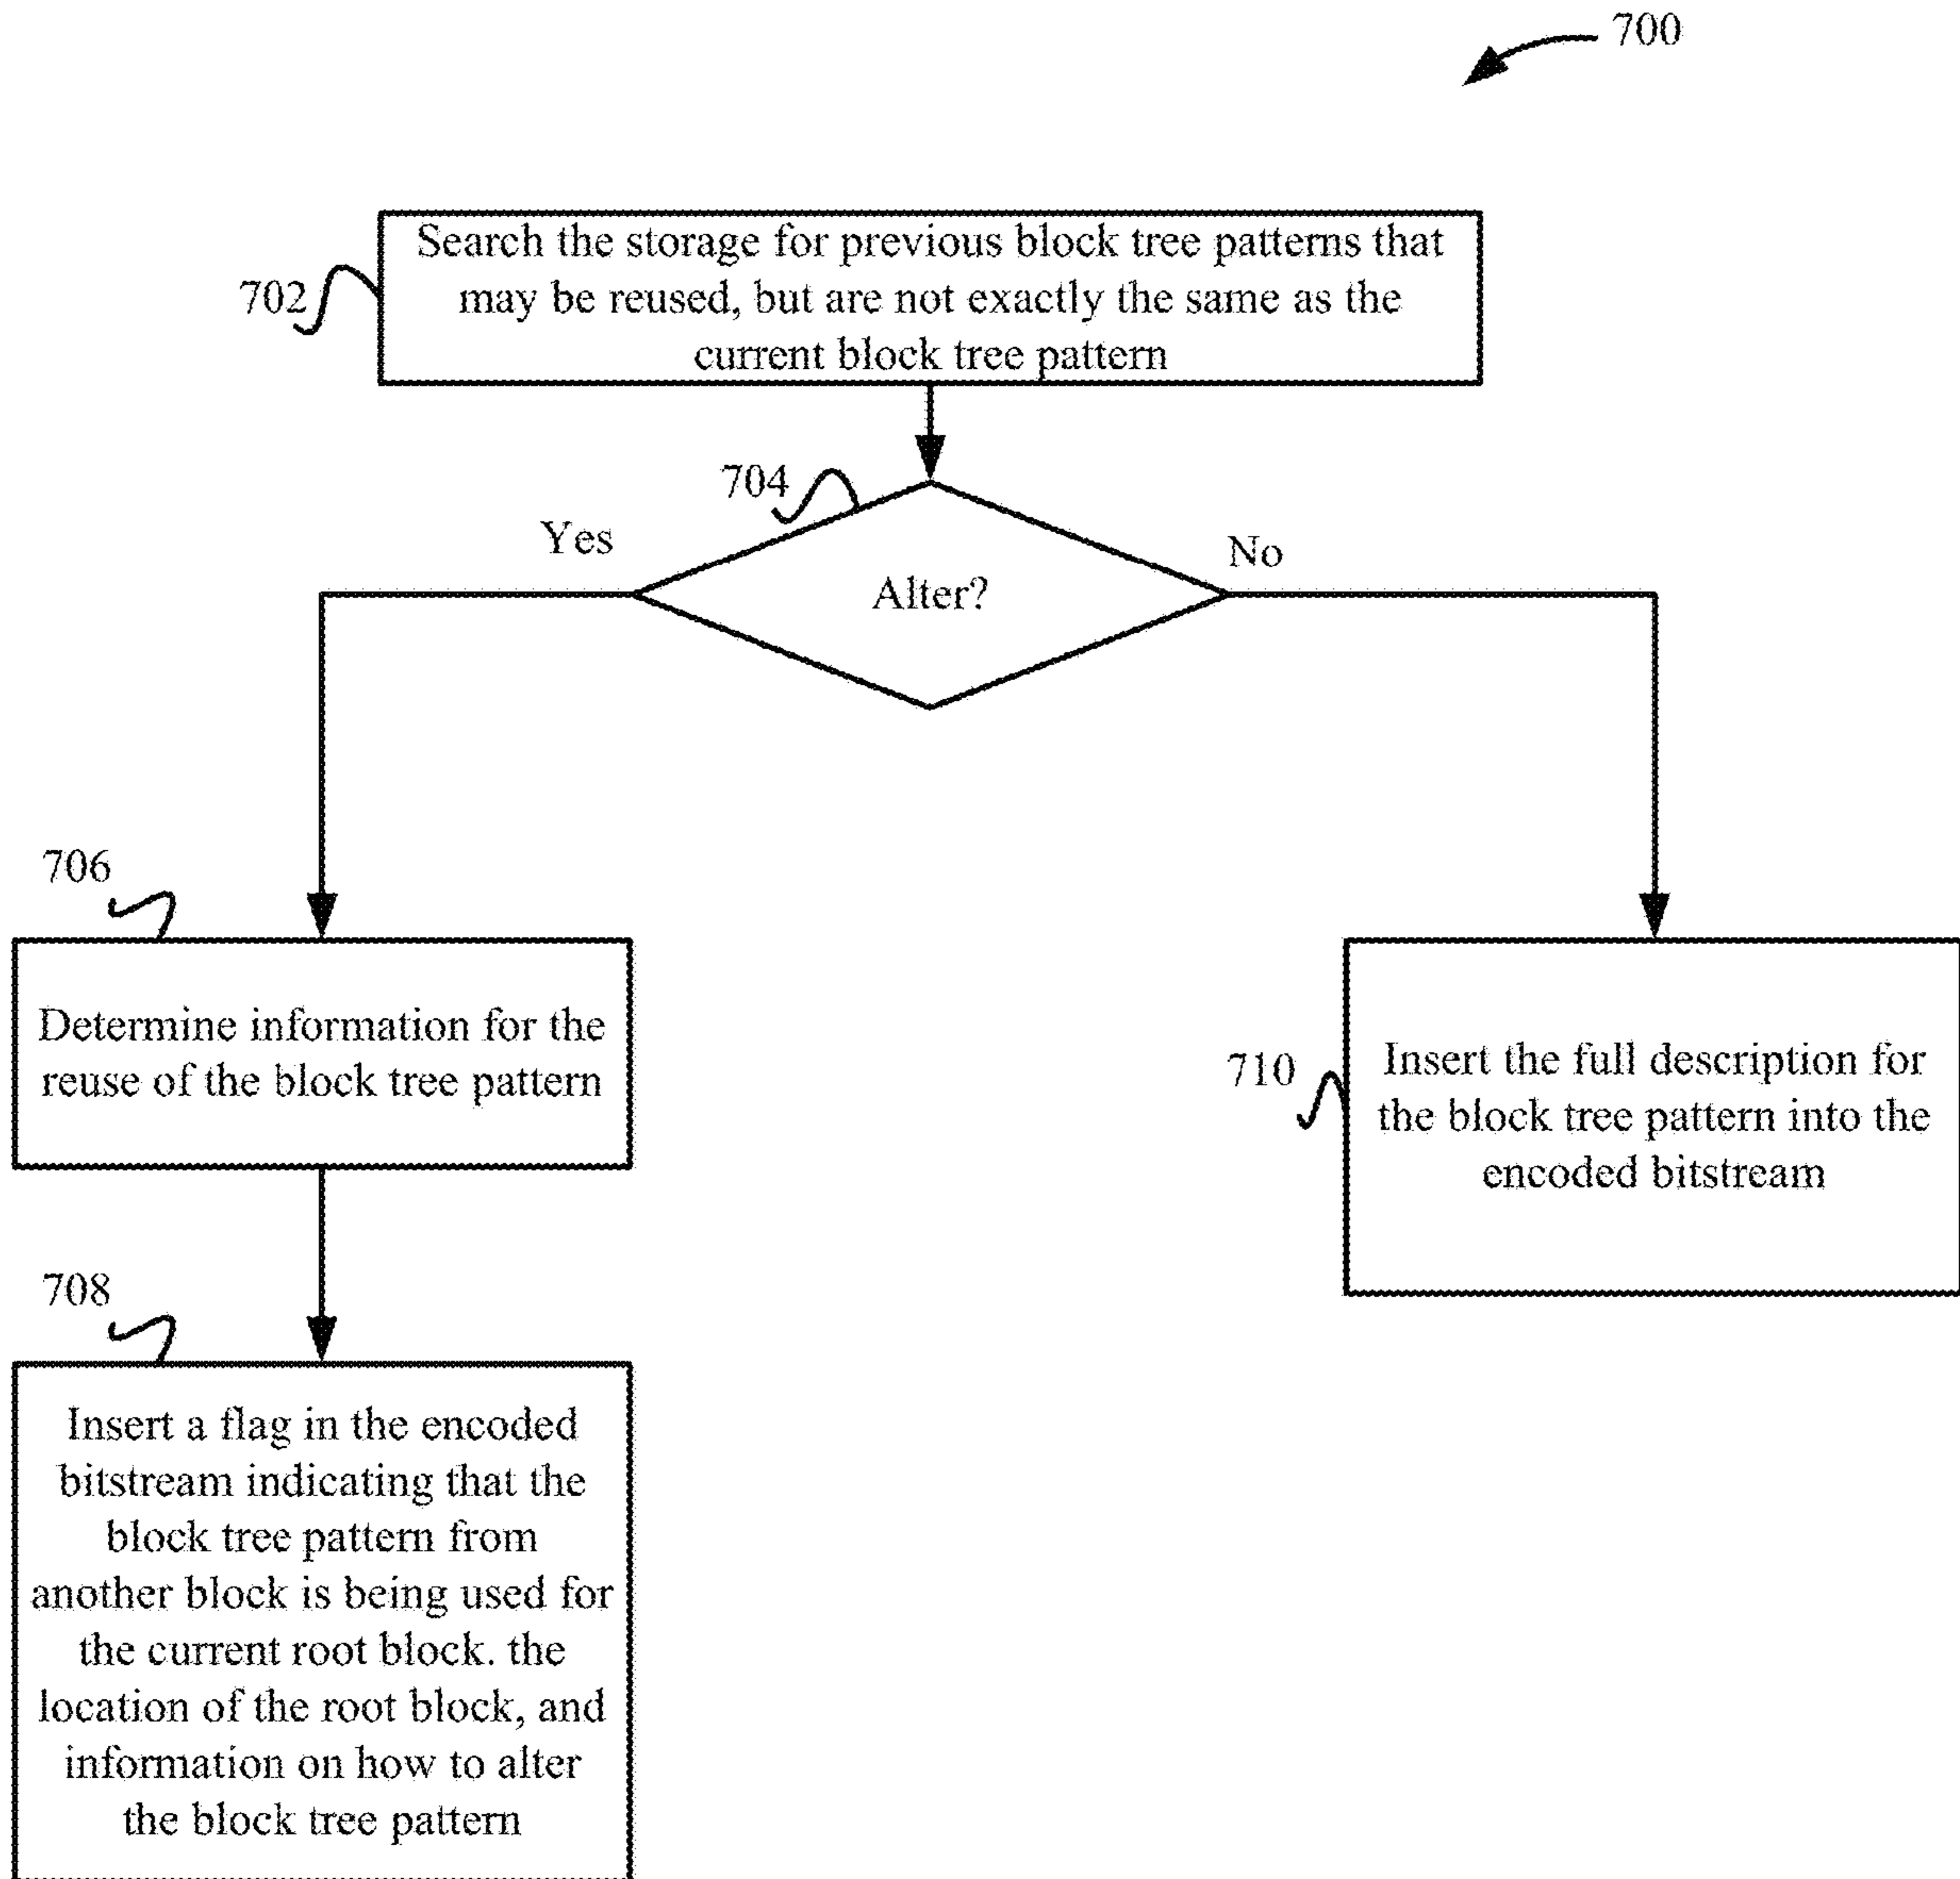 700
Search the storage for previous block tree patterns that
702
may be reused, but are not exactly the same as the
current block tree pattern
704
Yes
No
Alter?
706
Determine information for the
reuse of the block tree pattern
710
Insert the full description for
the block tree pattern into the
encoded bitstream
708
Insert a flag in the encoded
bitstream indicating that the
block tree pattern from
another block is being used for
the current root block. the
location of the root block, and
information on how to alter
the block tree pattern